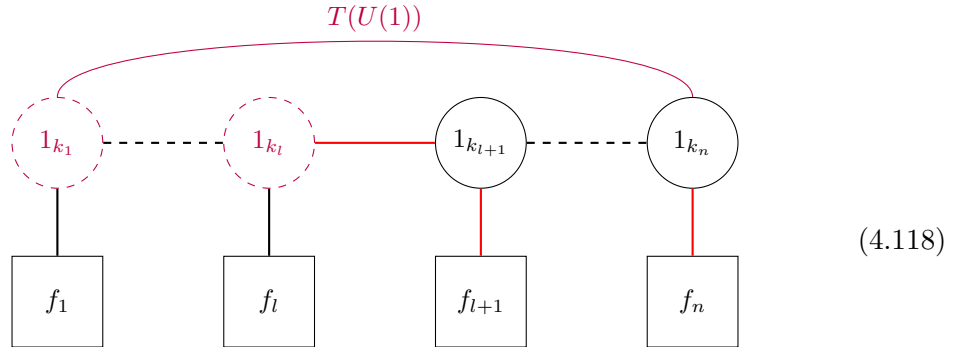 T(U(1))
1_{k_1} 1_{k_l} 1_{k_{l+1}} 1_{k_n}
(4.118)
f_1 f_l f_{l+1} f_n